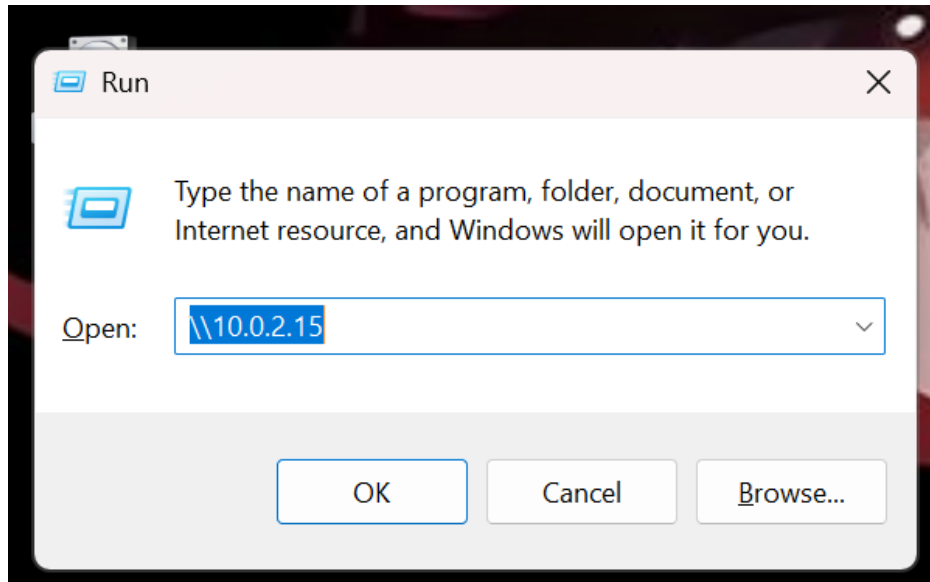 Run
Type the name of a program, folder, document, or
Internet resource, and Windows will open it for you.
Open:
\\10.0.2.15
OK
Cancel
Browse...